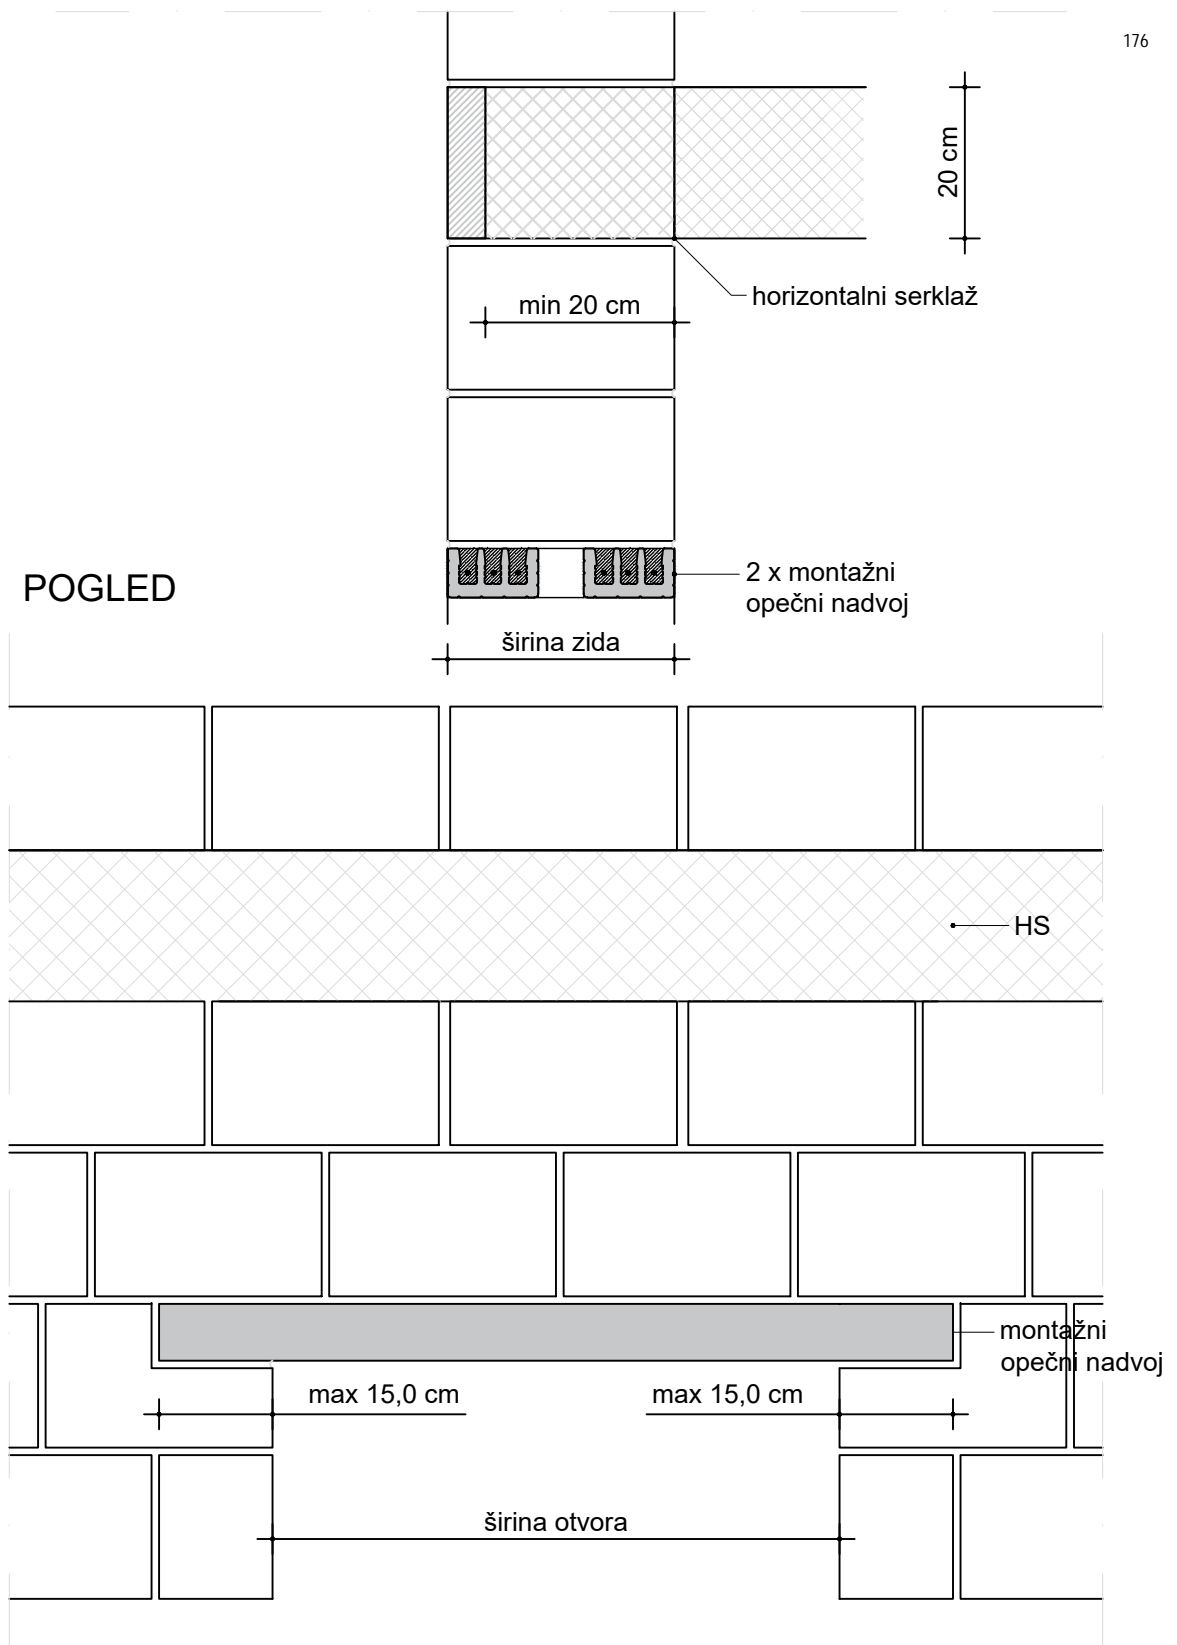 176
20 cm
horizontalni serklaž
min 20 cm
POGLED
2 x montažni
opečni nadvoj
širina zida
HS
montažni
opečni nadvoj
max 15,0 cm
max 15,0 cm
širina otvora